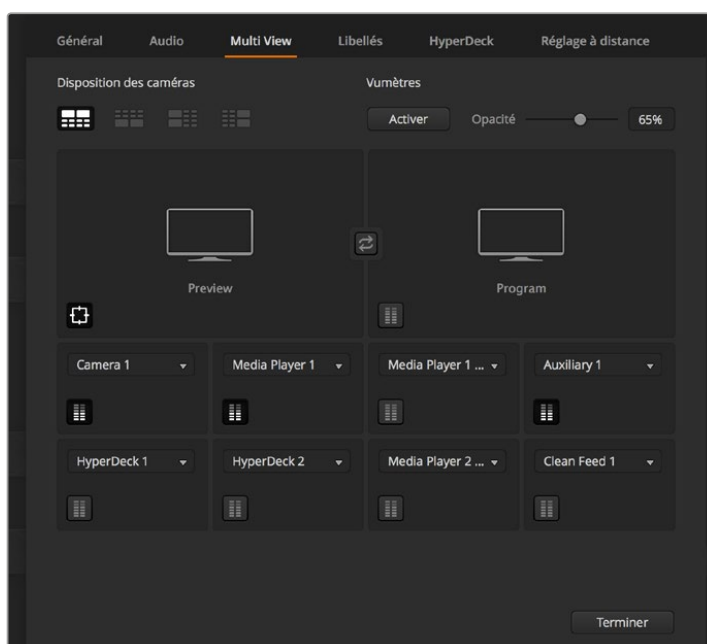 Général Audio Multi View Libellés HyperDeck Réglage à distance
Disposition des caméras Vumètres
Activer Opacité 65%
Preview Program
Camera 1 Media Player 1 Media Player 1 ... Auxiliary 1
HyperDeck 1 HyperDeck 2 Media Player 2 ... Clean Feed 1
Terminer